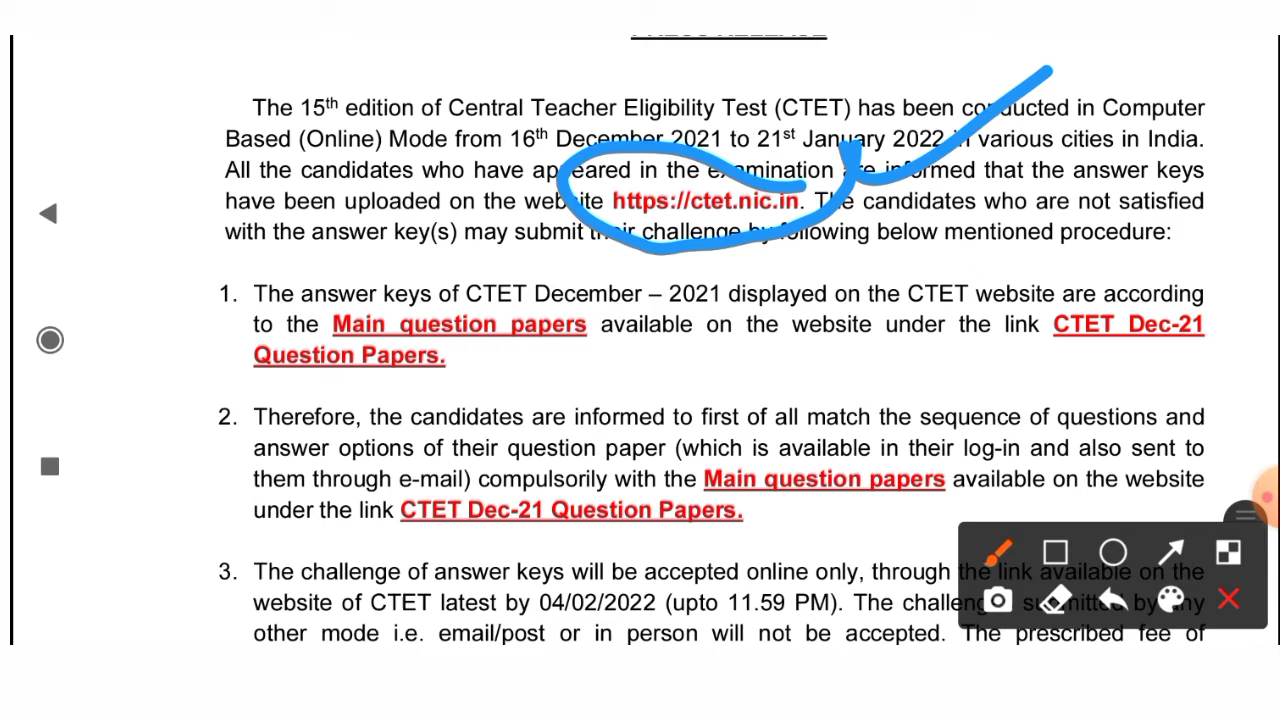 PRESS RELEASE
The 15th edition of Central Teacher Eligibility Test (CTET) has been conducted in Computer
Based (Online) Mode from 16th December 2021 to 21st January 2022 in various cities in India.
All the candidates who have appeared in the examination are informed that the answer keys
have been uploaded on the website https://ctet.nic.in. The candidates who are not satisfied
with the answer key(s) may submit their challenge by following below mentioned procedure:
1. The answer keys of CTET December – 2021 displayed on the CTET website are according
to the Main question papers available on the website under the link CTET Dec-21
Question Papers.
2. Therefore, the candidates are informed to first of all match the sequence of questions and
answer options of their question paper (which is available in their log-in and also sent to
them through e-mail) compulsorily with the Main question papers available on the website
under the link CTET Dec-21 Question Papers.
3. The challenge of answer keys will be accepted online only, through the link available on the
website of CTET latest by 04/02/2022 (upto 11.59 PM). The challenge submitted by any
other mode i.e. email/post or in person will not be accepted. The prescribed fee of